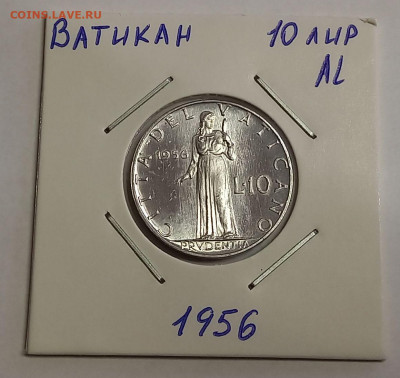 COINS.LAVE.RU
ВАТИКАН 10 ЛИР
AL
CITTA DEL VATICANO
1956
L.10
PRVDENTIA
1956